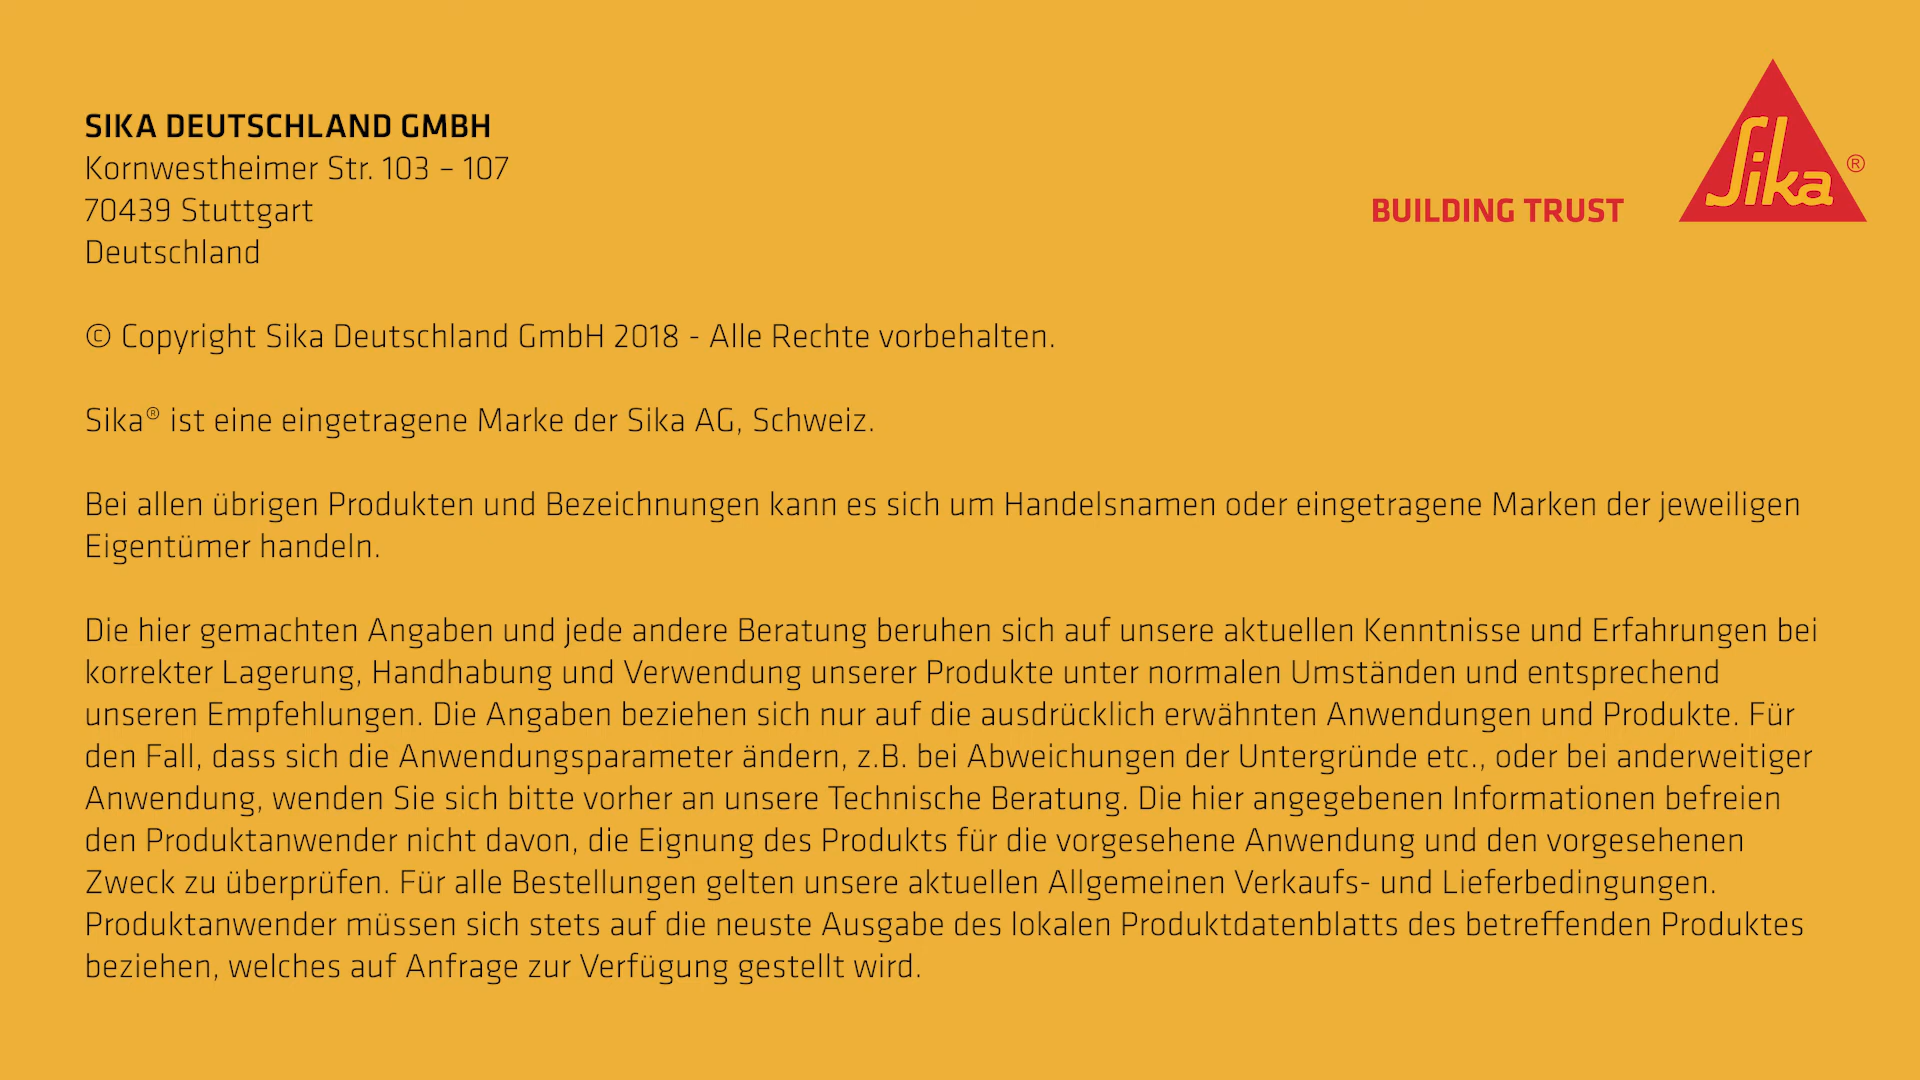 SIKA DEUTSCHLAND GMBH
Kornwestheimer Str. 103 – 107
70439 Stuttgart
Deutschland
BUILDING TRUST
Sika®
© Copyright Sika Deutschland GmbH 2018 - Alle Rechte vorbehalten.
Sika® ist eine eingetragene Marke der Sika AG, Schweiz.
Bei allen übrigen Produkten und Bezeichnungen kann es sich um Handelsnamen oder eingetragene Marken der jeweiligen
Eigentümer handeln.
Die hier gemachten Angaben und jede andere Beratung beruhen sich auf unsere aktuellen Kenntnisse und Erfahrungen bei
korrekter Lagerung, Handhabung und Verwendung unserer Produkte unter normalen Umständen und entsprechend
unseren Empfehlungen. Die Angaben beziehen sich nur auf die ausdrücklich erwähnten Anwendungen und Produkte. Für
den Fall, dass sich die Anwendungsparameter ändern, z.B. bei Abweichungen der Untergründe etc., oder bei anderweitiger
Anwendung, wenden Sie sich bitte vorher an unsere Technische Beratung. Die hier angegebenen Informationen befreien
den Produktanwender nicht davon, die Eignung des Produkts für die vorgesehene Anwendung und den vorgesehenen
Zweck zu überprüfen. Für alle Bestellungen gelten unsere aktuellen Allgemeinen Verkaufs- und Lieferbedingungen.
Produktanwender müssen sich stets auf die neuste Ausgabe des lokalen Produktdatenblatts des betreffenden Produktes
beziehen, welches auf Anfrage zur Verfügung gestellt wird.